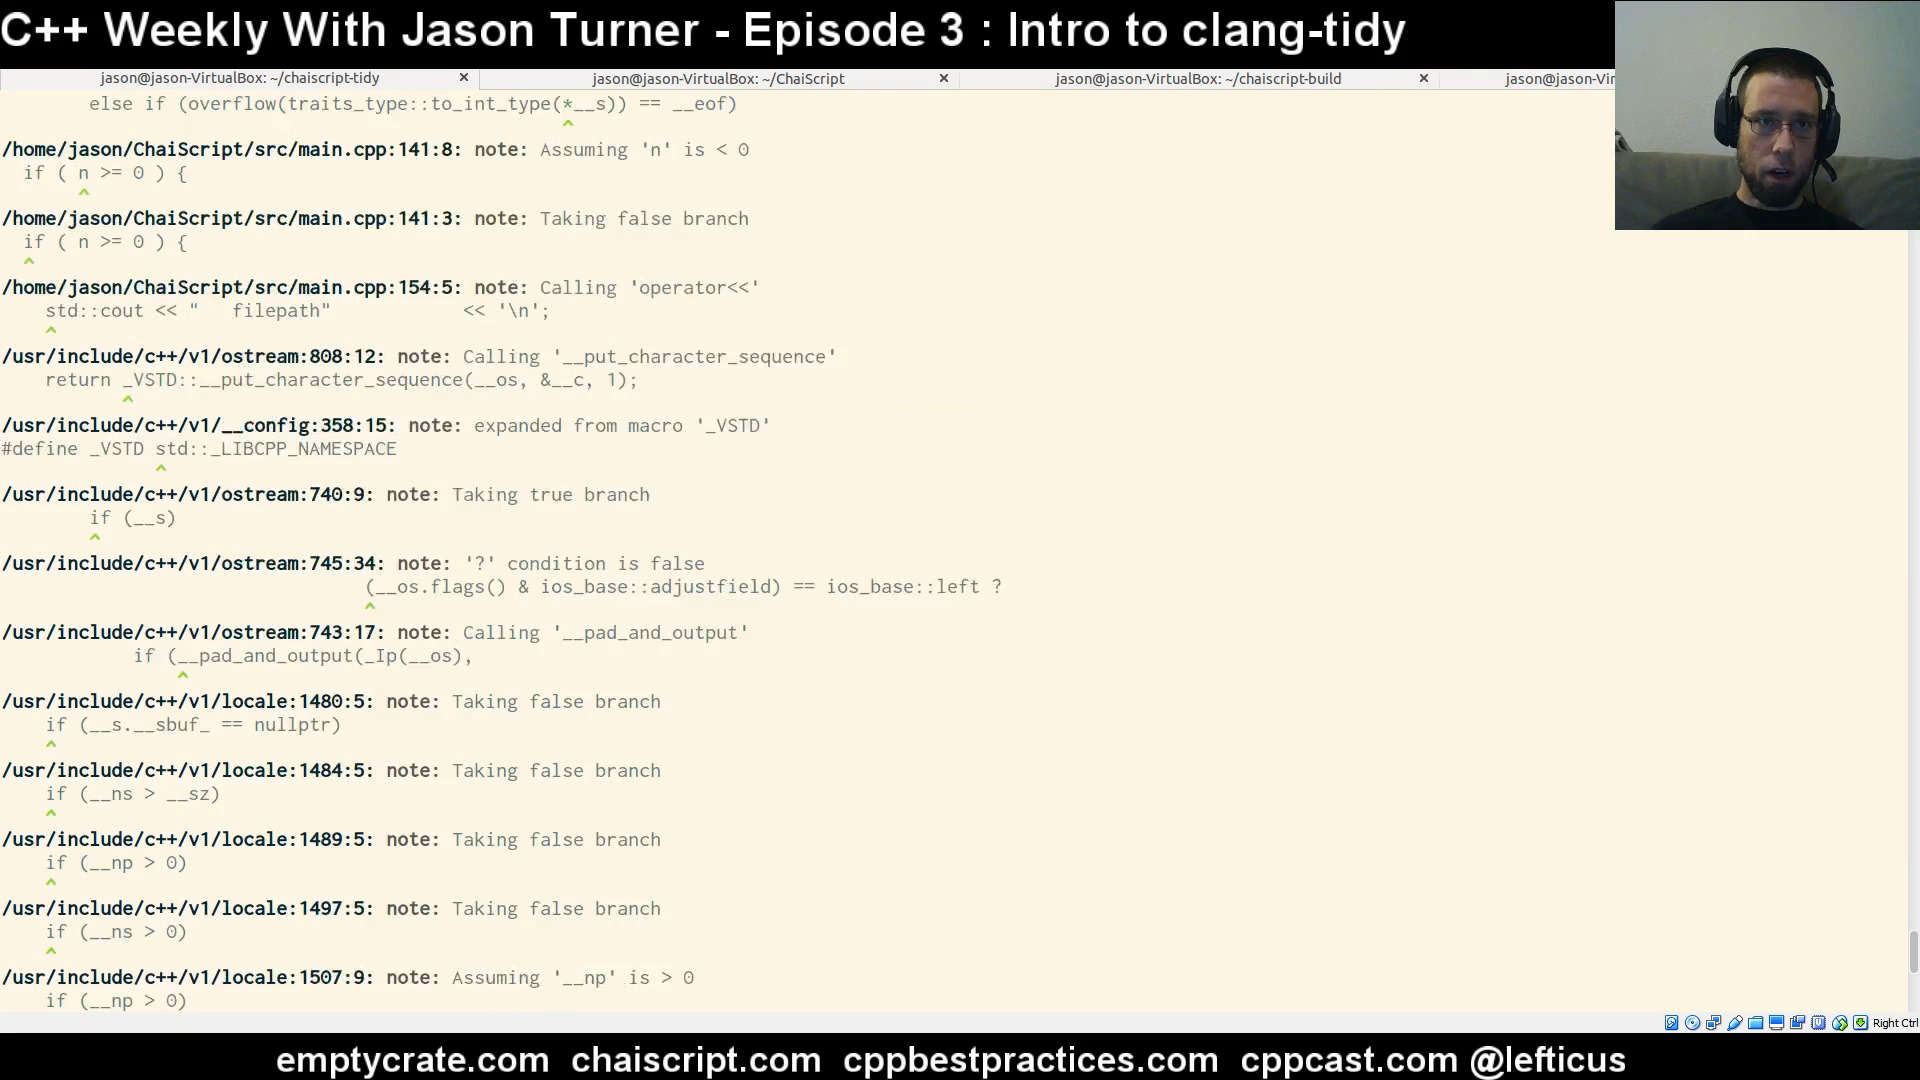 C++ Weekly With Jason Turner - Episode 3 : Intro to clang-tidy
jason@jason-VirtualBox: ~/chaiscript-tidy × jason@jason-VirtualBox: ~/ChaiScript × jason@jason-VirtualBox: ~/chaiscript-build × jason@jason-Vir
else if (overflow(traits_type::to_int_type(*__s)) == __eof)
^
/home/jason/ChaiScript/src/main.cpp:141:8: note: Assuming 'n' is < 0
if ( n >= 0 ) {
^
/home/jason/ChaiScript/src/main.cpp:141:3: note: Taking false branch
if ( n >= 0 ) {
^
/home/jason/ChaiScript/src/main.cpp:154:5: note: Calling 'operator<<'
std::cout << "   filepath"            << '\n';
^
/usr/include/c++/v1/ostream:808:12: note: Calling '__put_character_sequence'
return _VSTD::__put_character_sequence(__os, &__c, 1);
^
/usr/include/c++/v1/__config:358:15: note: expanded from macro '_VSTD'
#define _VSTD std::_LIBCPP_NAMESPACE
^
/usr/include/c++/v1/ostream:740:9: note: Taking true branch
if (__s)
^
/usr/include/c++/v1/ostream:745:34: note: '?' condition is false
(__os.flags() & ios_base::adjustfield) == ios_base::left ?
^
/usr/include/c++/v1/ostream:743:17: note: Calling '__pad_and_output'
if (__pad_and_output(_Ip(__os),
^
/usr/include/c++/v1/locale:1480:5: note: Taking false branch
if (__s.__sbuf_ == nullptr)
^
/usr/include/c++/v1/locale:1484:5: note: Taking false branch
if (__ns > __sz)
^
/usr/include/c++/v1/locale:1489:5: note: Taking false branch
if (__np > 0)
^
/usr/include/c++/v1/locale:1497:5: note: Taking false branch
if (__ns > 0)
^
/usr/include/c++/v1/locale:1507:9: note: Assuming '__np' is > 0
if (__np > 0)
Right Ctrl
emptycrate.com chaiscript.com cppbestpractices.com cppcast.com @lefticus